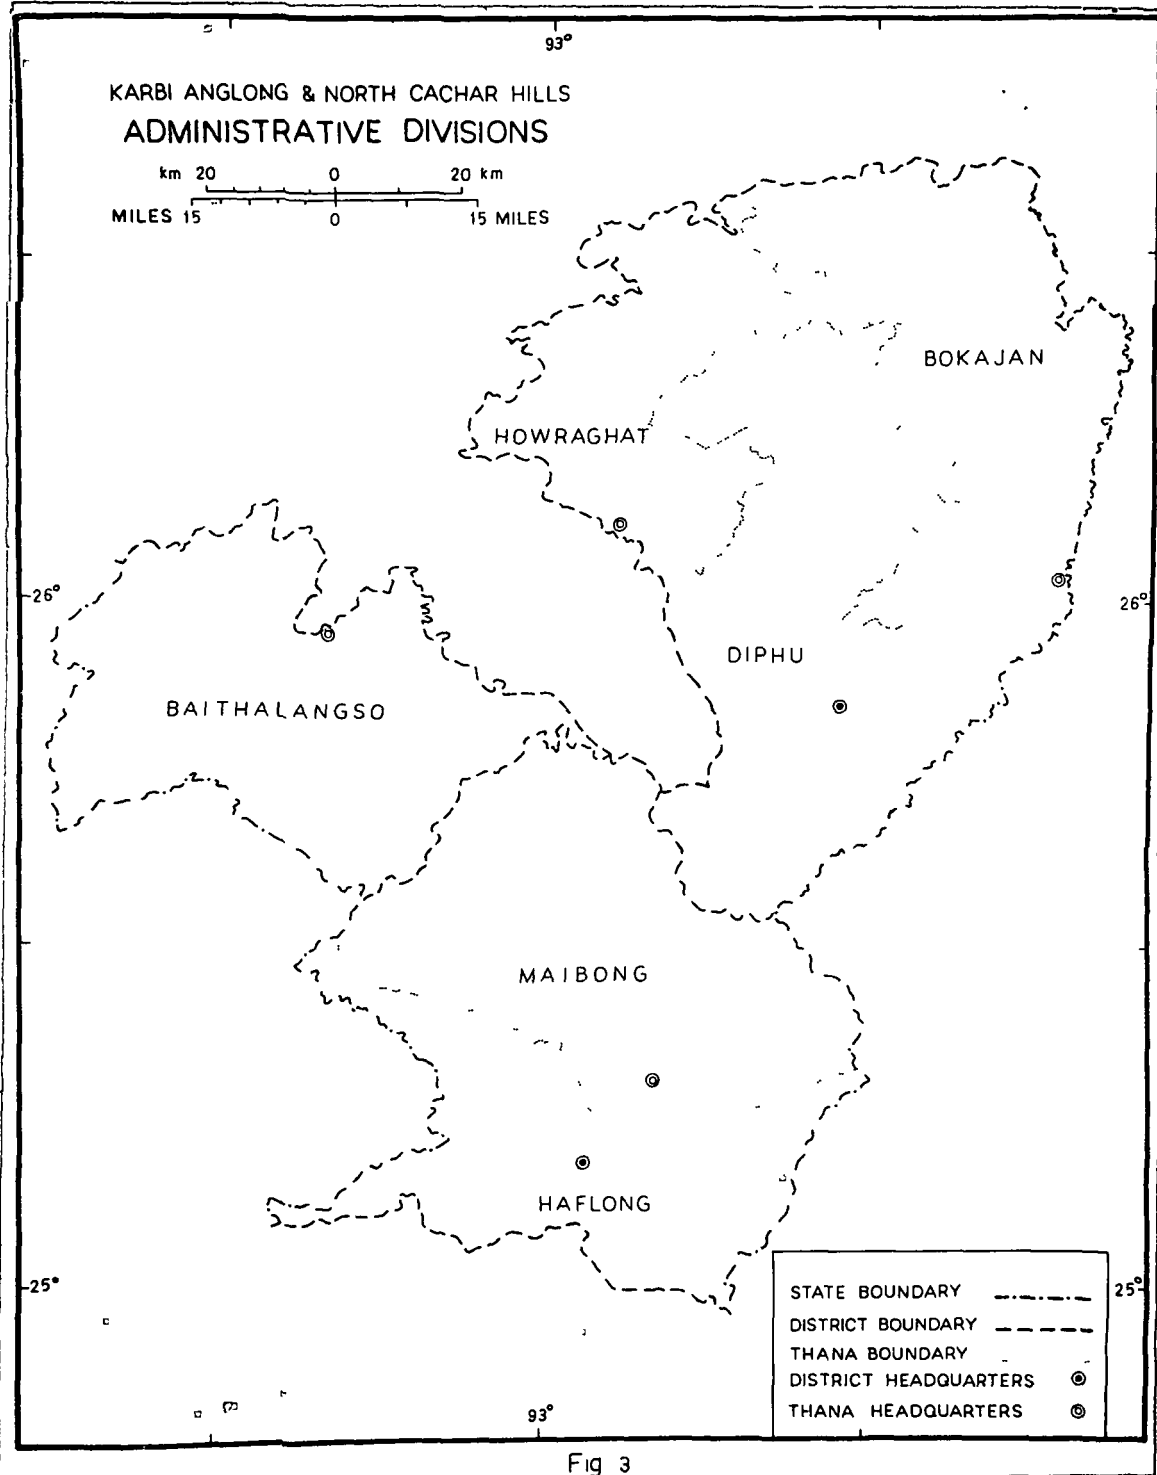 93°
KARBI ANGLONG & NORTH CACHAR HILLS
ADMINISTRATIVE DIVISIONS
km 20 0 20 km
MILES 15 0 15 MILES
BOKAJAN
HOWRAGHAT
26° 26°
DIPHU
BAITHALANGSO
MAIBONG
HAFLONG
25° 25°
STATE BOUNDARY
DISTRICT BOUNDARY
THANA BOUNDARY
DISTRICT HEADQUARTERS
THANA HEADQUARTERS
93°
Fig 3